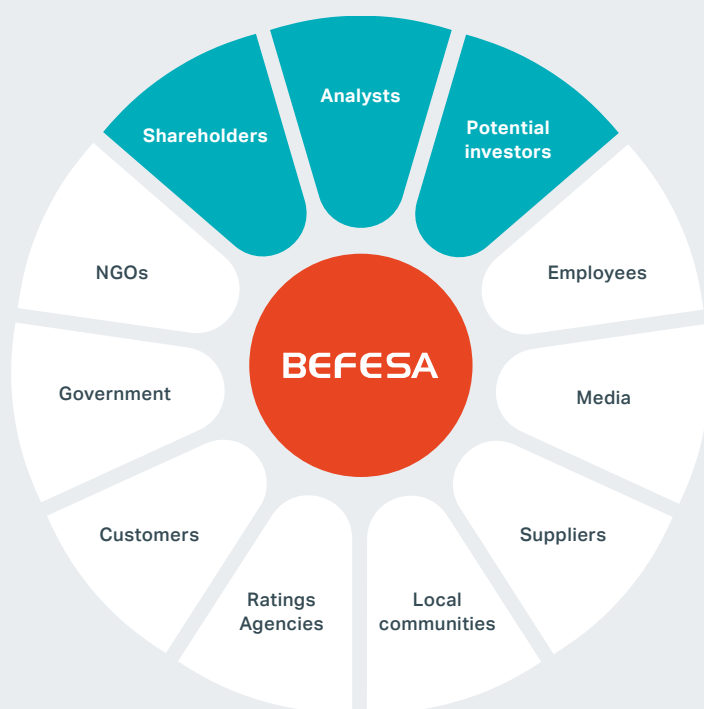 Analysts
Shareholders
Potential
investors
NGOs
Employees
BEFESA
Government
Media
Customers
Suppliers
Ratings
Agencies
Local
communities